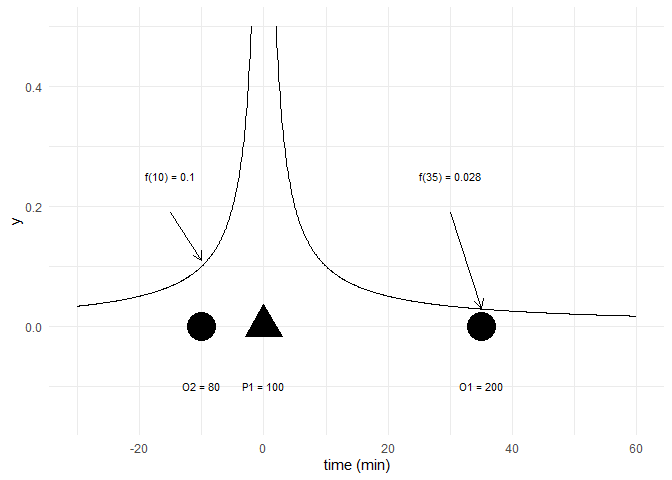 0.4
f(10) = 0.1
f(35) = 0.028
0.2
y
0.0
O2 = 80
P1 = 100
O1 = 200
-20
0
20
40
60
time (min)